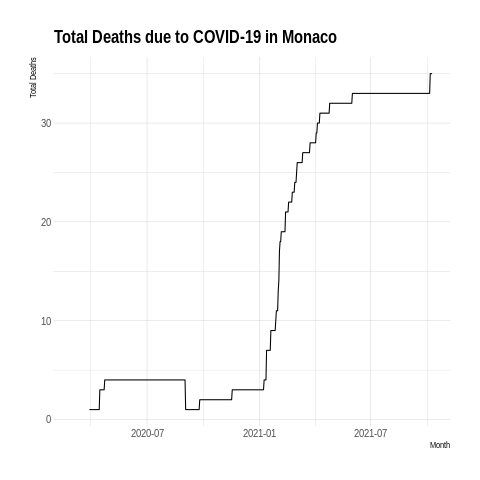 Total Deaths due to COVID-19 in Monaco
Total Deaths
30
20
10
0
2020-07
2021-01
2021-07
Month